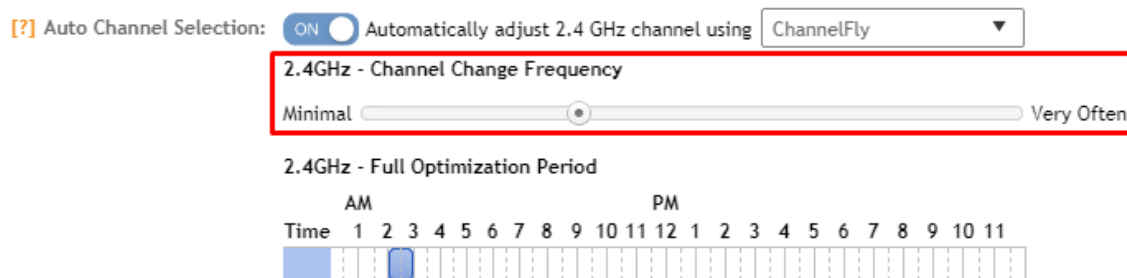 [?] Auto Channel Selection: ON Automatically adjust 2.4 GHz channel using ChannelFly
2.4GHz - Channel Change Frequency
Minimal Very Often
2.4GHz - Full Optimization Period
AM PM
Time 1 2 3 4 5 6 7 8 9 10 11 12 1 2 3 4 5 6 7 8 9 10 11